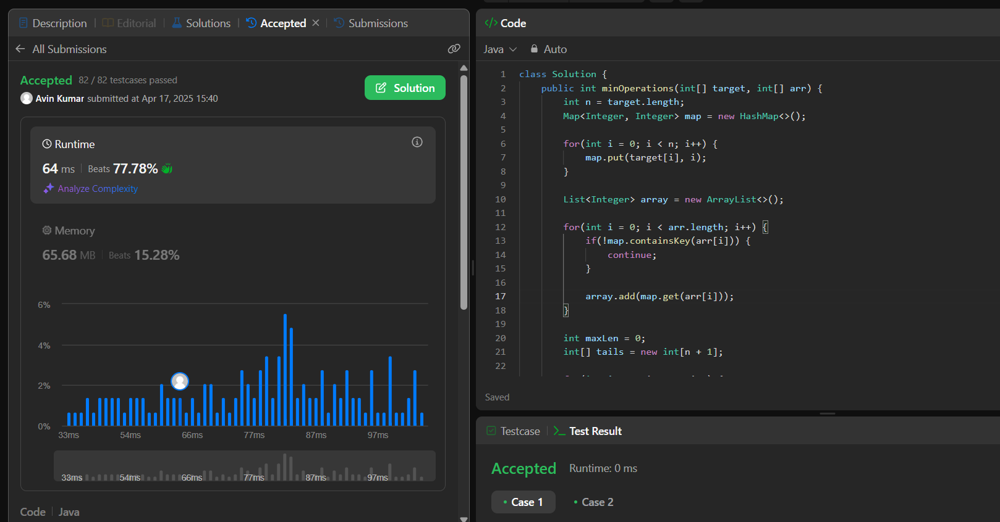 Description | Editorial | Solutions | Accepted | Submissions
All Submissions
Accepted 82 / 82 testcases passed
Avin Kumar submitted at Apr 17, 2025 15:40
Solution
Runtime
64 ms | Beats 77.78%
Analyze Complexity
Memory
65.68 MB | Beats 15.28%
6%
4%
2%
0%
33ms 54ms 66ms 77ms 87ms 97ms
33ms 54ms 66ms 77ms 87ms 97ms
Code | Java
</> Code
Java Auto
1 class Solution {
2 public int minOperations(int[] target, int[] arr) {
3 int n = target.length;
4 Map<Integer, Integer> map = new HashMap<>();
5
6 for(int i = 0; i < n; i++) {
7 map.put(target[i], i);
8 }
9
10 List<Integer> array = new ArrayList<>();
11
12 for(int i = 0; i < arr.length; i++) {
13 if(!map.containsKey(arr[i])) {
14 continue;
15 }
16
17 array.add(map.get(arr[i]));
18 }
19
20 int maxLen = 0;
21 int[] tails = new int[n + 1];
22
Saved
Testcase | >_ Test Result
Accepted Runtime: 0 ms
• Case 1 • Case 2